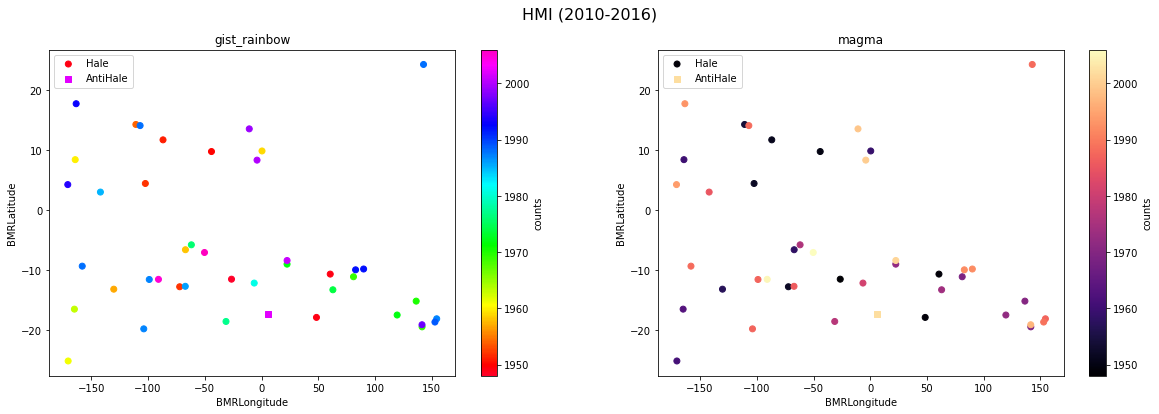 HMI (2010-2016)
gist_rainbow
Hale
AntiHale
20
10
0
−10
−20
BMRLatitude
−150
−100
−50
0
50
100
150
BMRLongitude
2000
1990
1980
1970
1960
1950
counts
magma
Hale
AntiHale
20
10
0
−10
−20
BMRLatitude
−150
−100
−50
0
50
100
150
BMRLongitude
2000
1990
1980
1970
1960
1950
counts